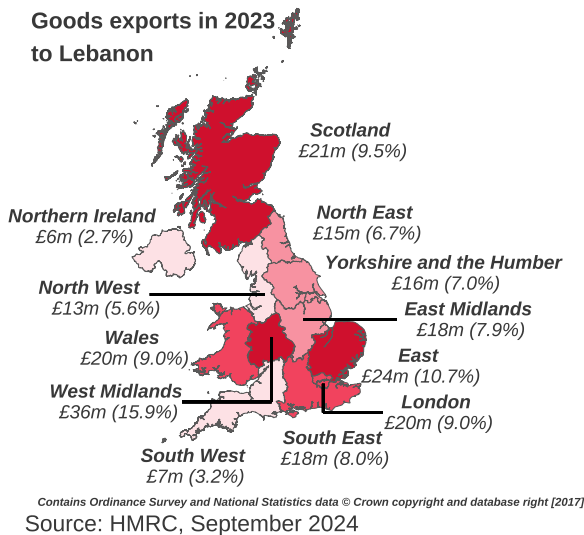 Goods exports in 2023
to Lebanon
Scotland
£21m (9.5%)
Northern Ireland
£6m (2.7%)
North East
£15m (6.7%)
Yorkshire and the Humber
£16m (7.0%)
North West
£13m (5.6%)
East Midlands
£18m (7.9%)
Wales
£20m (9.0%)
East
£24m (10.7%)
West Midlands
£36m (15.9%)
London
£20m (9.0%)
South East
£18m (8.0%)
South West
£7m (3.2%)
Contains Ordinance Survey and National Statistics data © Crown copyright and database right [2017]
Source: HMRC, September 2024